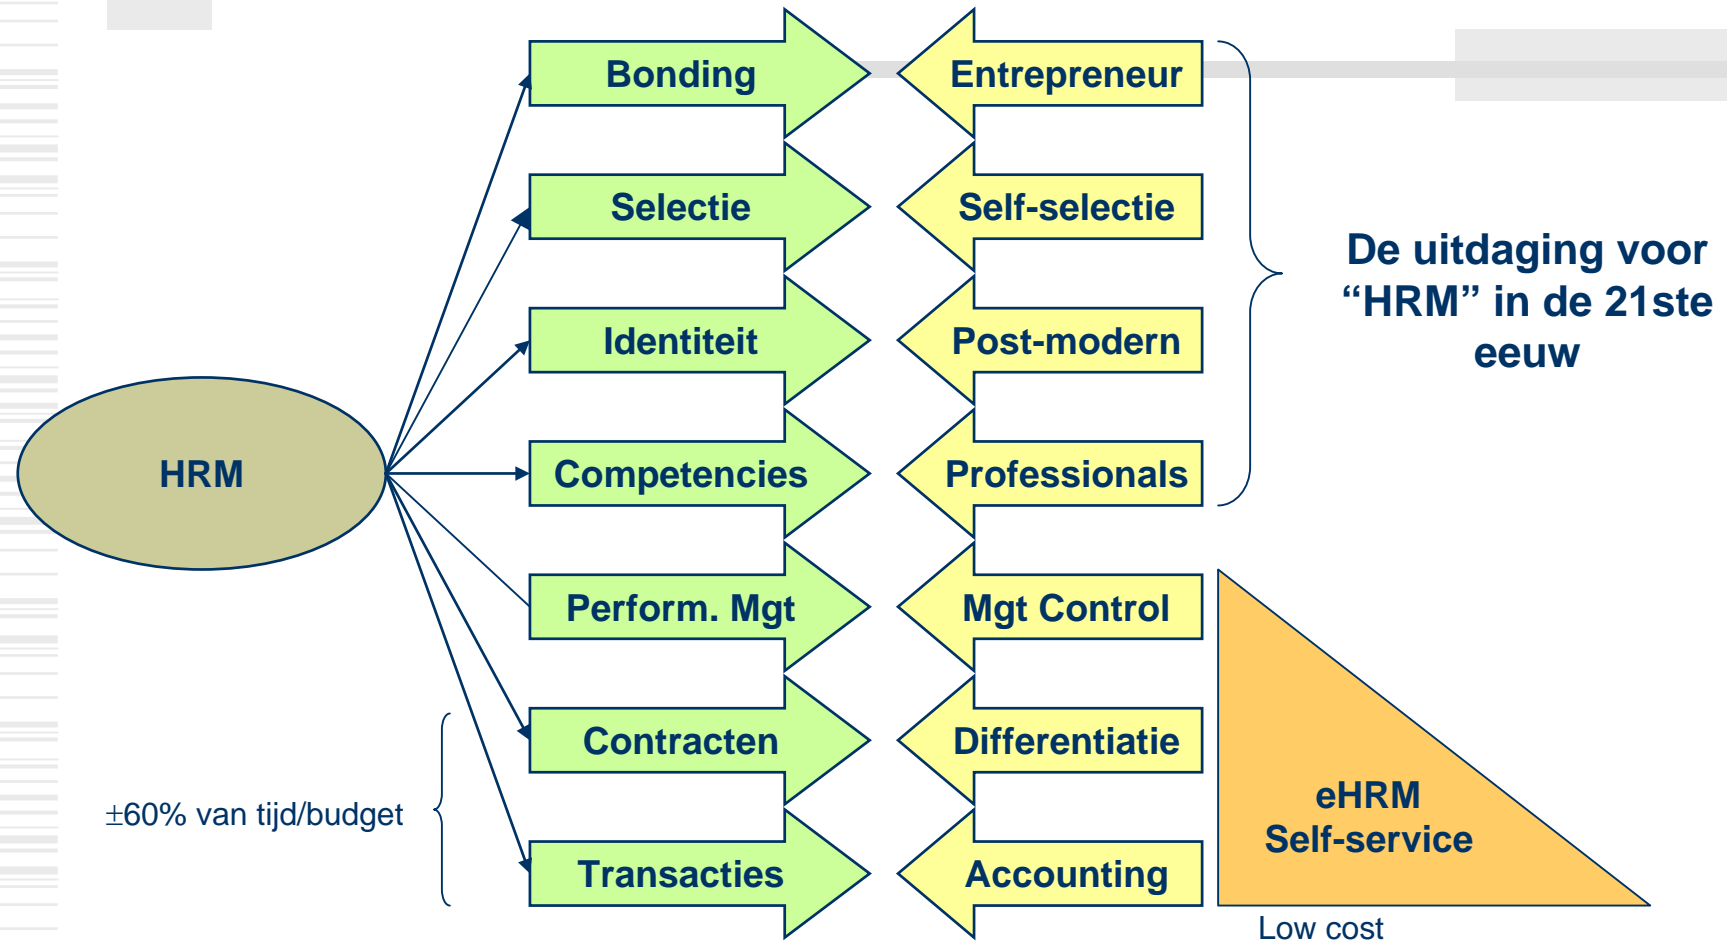 Bonding
Entrepreneur
Selectie
Self-selectie
De uitdaging voor
“HRM” in de 21ste
eeuw
Identiteit
Post-modern
HRM
Competencies
Professionals
Perform. Mgt
Mgt Control
Contracten
Differentiatie
±60% van tijd/budget
eHRM
Self-service
Transacties
Accounting
Low cost